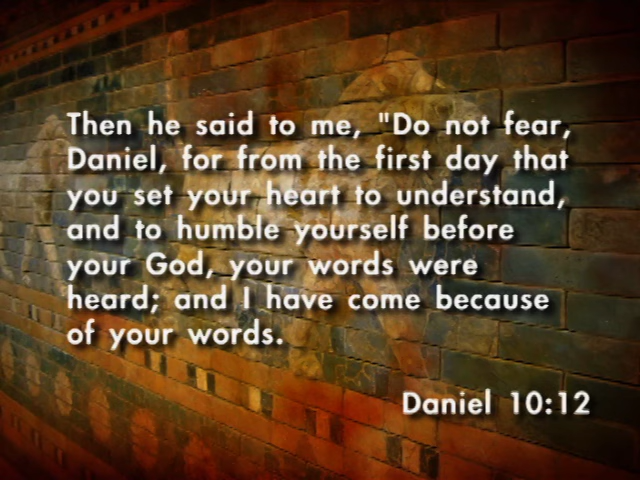 Then he said to me, "Do not fear,
Daniel, for from the first day that
you set your heart to understand,
and to humble yourself before
your God, your words were
heard; and I have come because
of your words.
Daniel 10:12